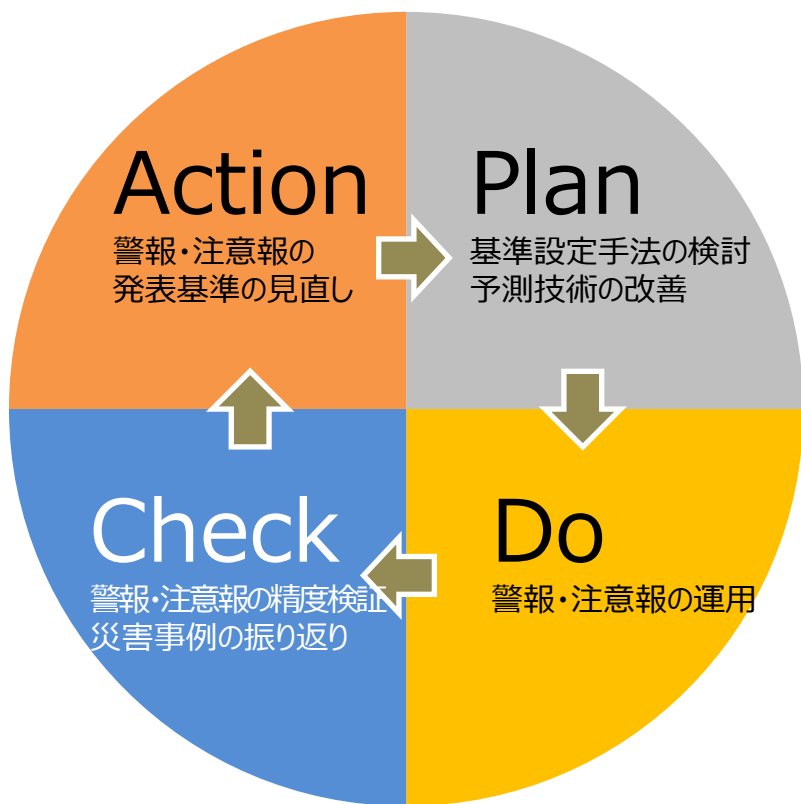 Action
警報・注意報の
発表基準の見直し
Plan
基準設定手法の検討
予測技術の改善
Check
警報・注意報の精度検証
災害事例の振り返り
Do
警報・注意報の運用